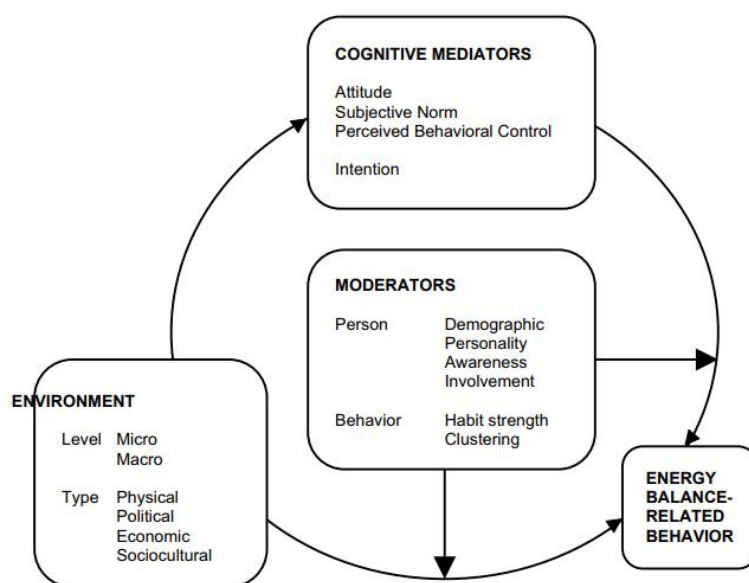 COGNITIVE MEDIATORS
Attitude
Subjective Norm
Perceived Behavioral Control
Intention
MODERATORS
Person Demographic
Personality
Awareness
Involvement
Behavior Habit strength
Clustering
ENVIRONMENT
Level Micro
Macro
Type Physical
Political
Economic
Sociocultural
ENERGY
BALANCE-
RELATED
BEHAVIOR